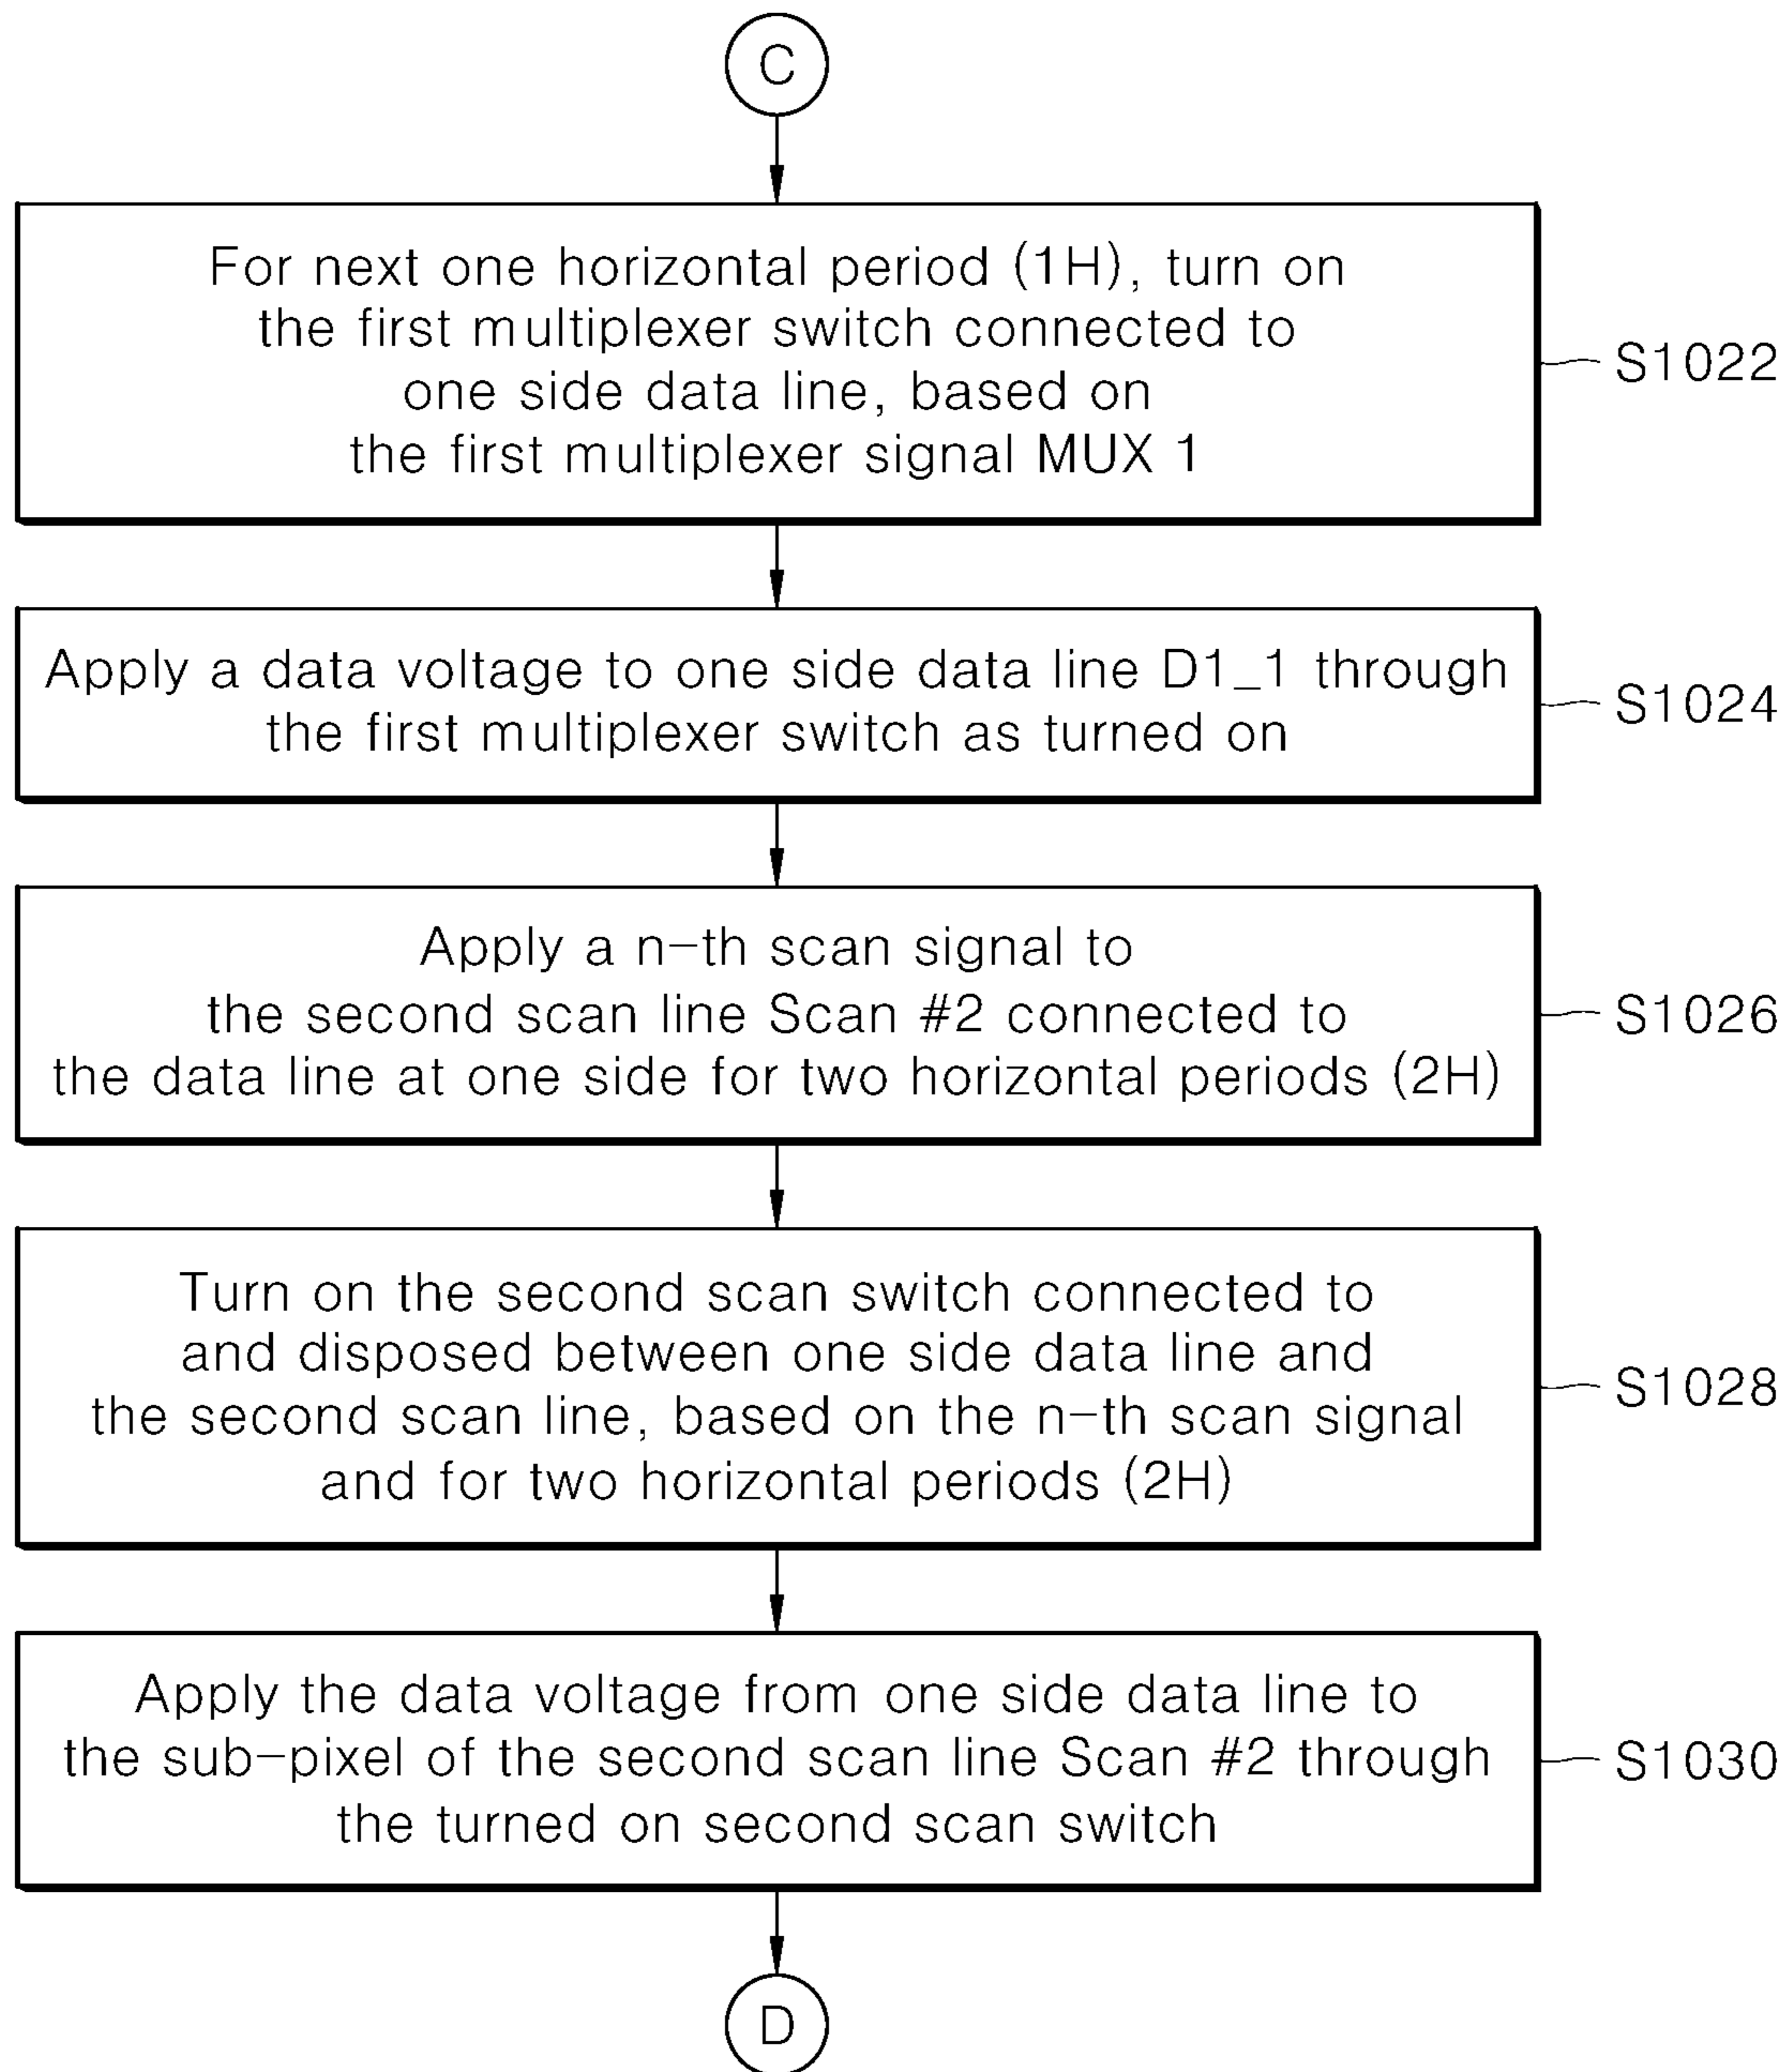 C
For next one horizontal period (1H), turn on
the first multiplexer switch connected to
one side data line, based on
the first multiplexer signal MUX 1
S1022
Apply a data voltage to one side data line D1_1 through
the first multiplexer switch as turned on
S1024
Apply a n-th scan signal to
the second scan line Scan #2 connected to
the data line at one side for two horizontal periods (2H)
S1026
Turn on the second scan switch connected to
and disposed between one side data line and
the second scan line, based on the n-th scan signal
and for two horizontal periods (2H)
S1028
Apply the data voltage from one side data line to
the sub-pixel of the second scan line Scan #2 through
the turned on second scan switch
S1030
D